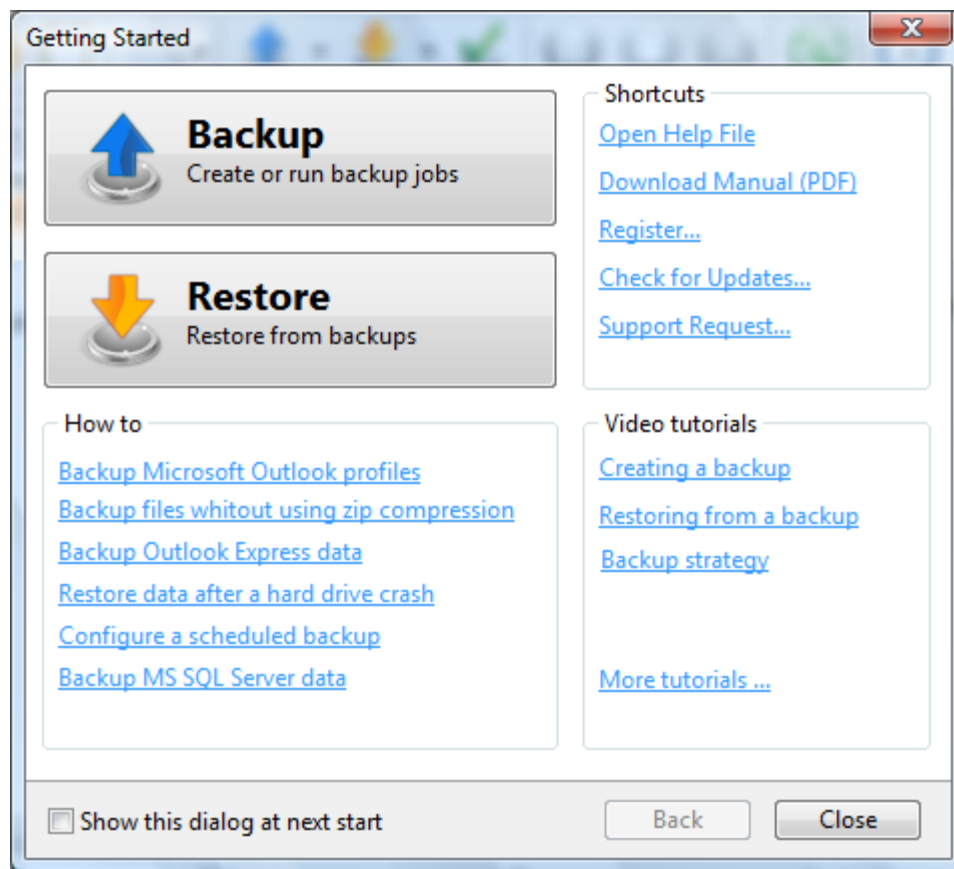 Getting Started
Backup
Create or run backup jobs
Restore
Restore from backups
Shortcuts
Open Help File
Download Manual (PDF)
Register...
Check for Updates...
Support Request...
How to
Backup Microsoft Outlook profiles
Backup files whitout using zip compression
Backup Outlook Express data
Restore data after a hard drive crash
Configure a scheduled backup
Backup MS SQL Server data
Video tutorials
Creating a backup
Restoring from a backup
Backup strategy
More tutorials ...
Show this dialog at next start
Back
Close